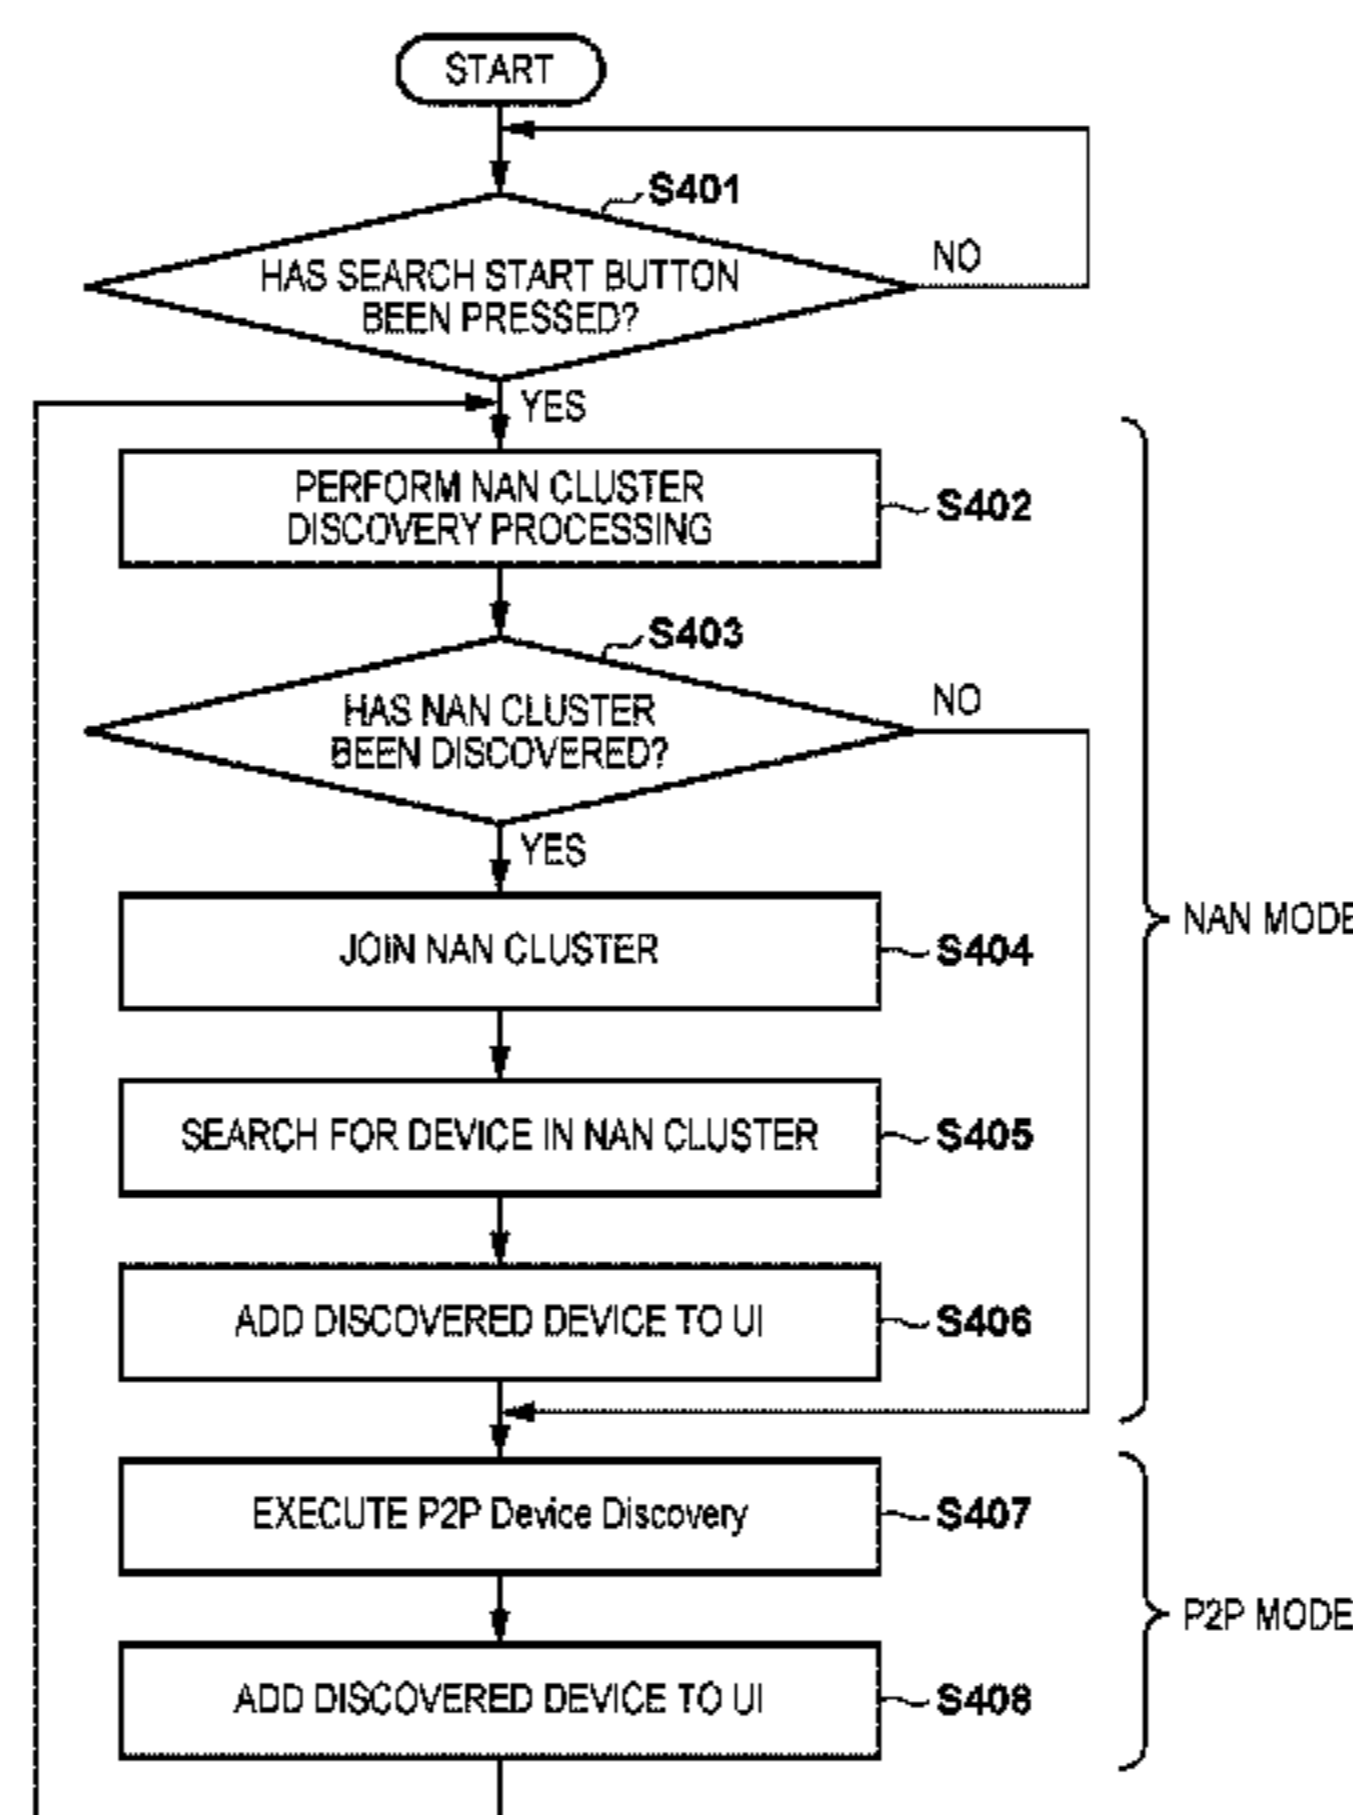 START
S401
HAS SEARCH START BUTTON
BEEN PRESSED?
NO
YES
PERFORM NAN CLUSTER
DISCOVERY PROCESSING
S402
S403
HAS NAN CLUSTER
BEEN DISCOVERED?
NO
YES
JOIN NAN CLUSTER
S404
NAN MODE
SEARCH FOR DEVICE IN NAN CLUSTER
S405
ADD DISCOVERED DEVICE TO UI
S406
EXECUTE P2P Device Discovery
S407
P2P MODE
ADD DISCOVERED DEVICE TO UI
S408